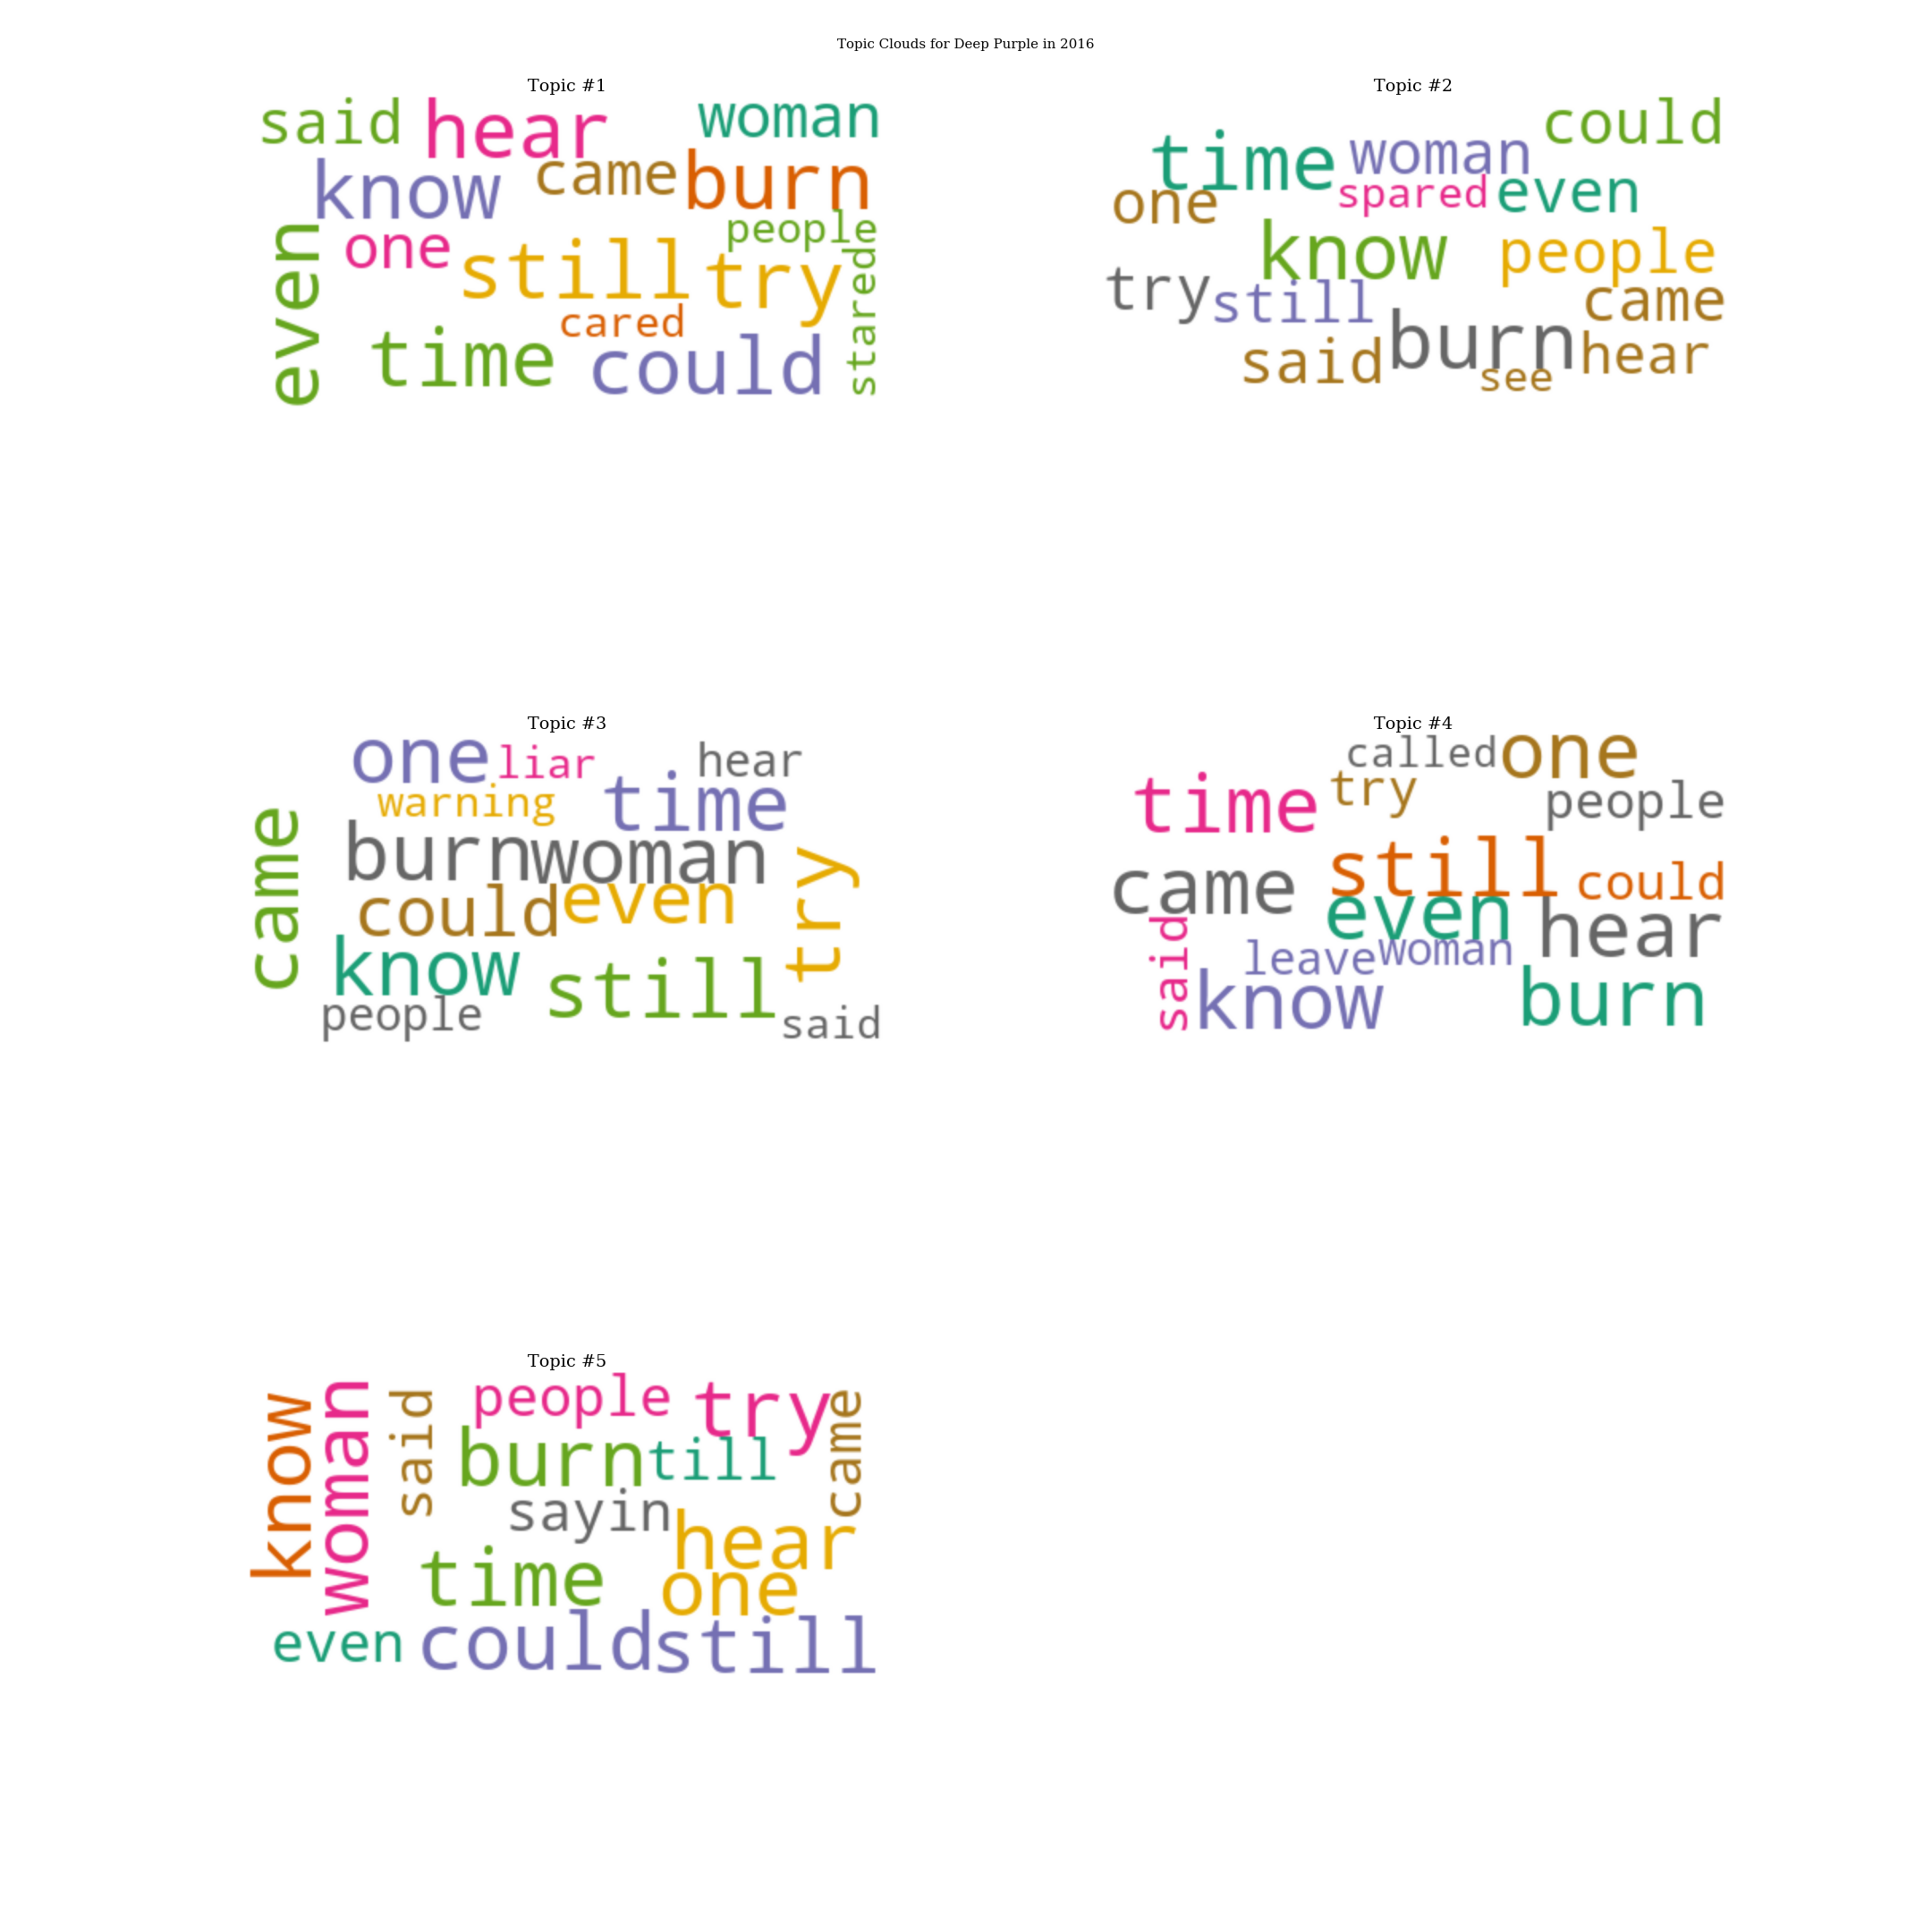 Topic Clouds for Deep Purple in 2016
Topic #1
said hear woman
know came burn
even one still try people stared
time cared could
Topic #2
could
time woman
one spared even
know people
try still came
said burn hear
see
Topic #3
one liar hear
warning time
came burn woman
could even try
know still
people said
Topic #4
called one
time try people
came still could
even hear
said leave woman
know burn
Topic #5
know woman said people try came
burn till
sayin hear
time one
even could still